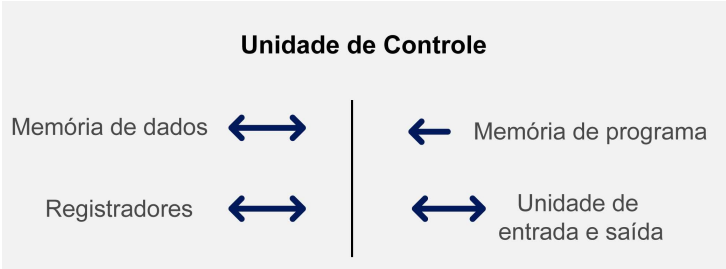 Unidade de Controle
Memória de dados
Memória de programa
Registradores
Unidade de
entrada e saída